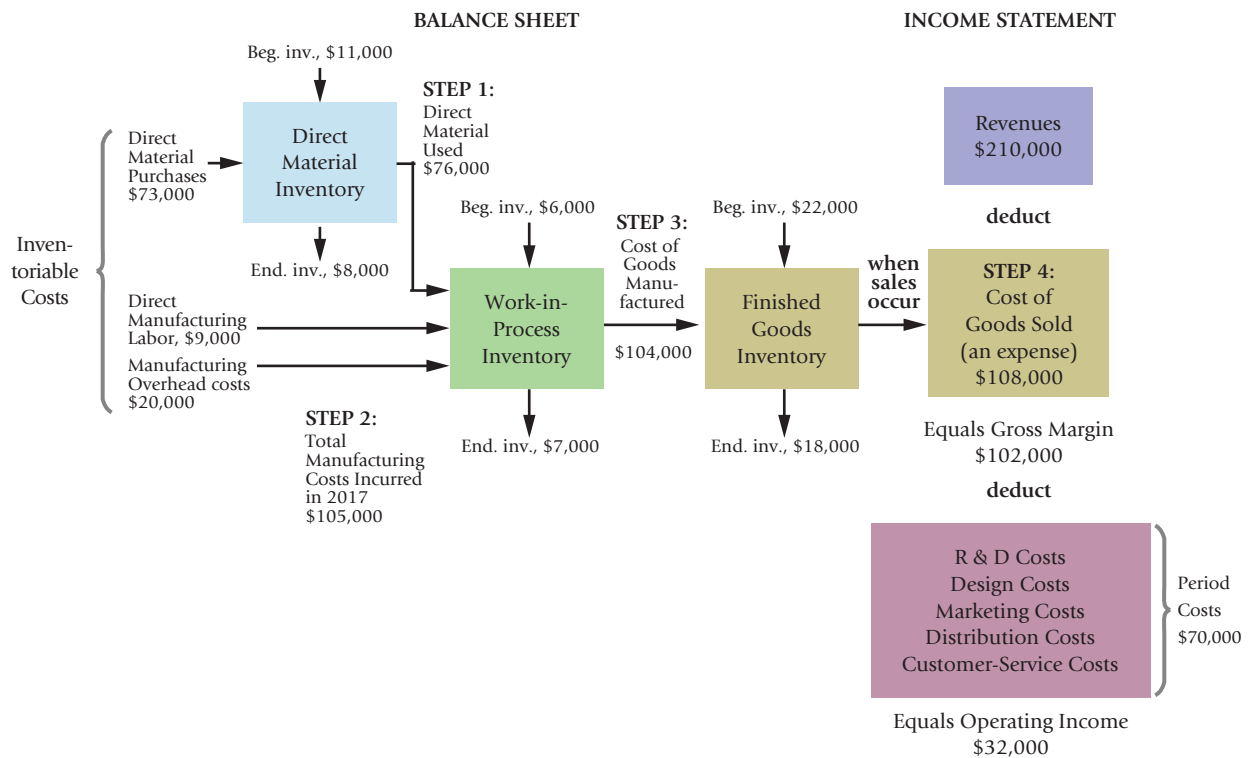 BALANCE SHEET
INCOME STATEMENT
Beg. inv., $11,000
STEP 1:
Direct
Material
Used
$76,000
Direct
Material
Purchases
$73,000
Direct
Material
Inventory
Revenues
$210,000
deduct
Inven-
toriable
Costs
End. inv., $8,000
Beg. inv., $6,000
STEP 3:
Cost of
Goods
Manu-
factured
$104,000
Beg. inv., $22,000
when
sales
occur
STEP 4:
Cost of
Goods Sold
(an expense)
$108,000
Direct
Manufacturing
Labor, $9,000
Manufacturing
Overhead costs
$20,000
Work-in-
Process
Inventory
Finished
Goods
Inventory
STEP 2:
Total
Manufacturing
Costs Incurred
in 2017
$105,000
End. inv., $7,000
End. inv., $18,000
Equals Gross Margin
$102,000
deduct
R & D Costs
Design Costs
Marketing Costs
Distribution Costs
Customer-Service Costs
Period
Costs
$70,000
Equals Operating Income
$32,000